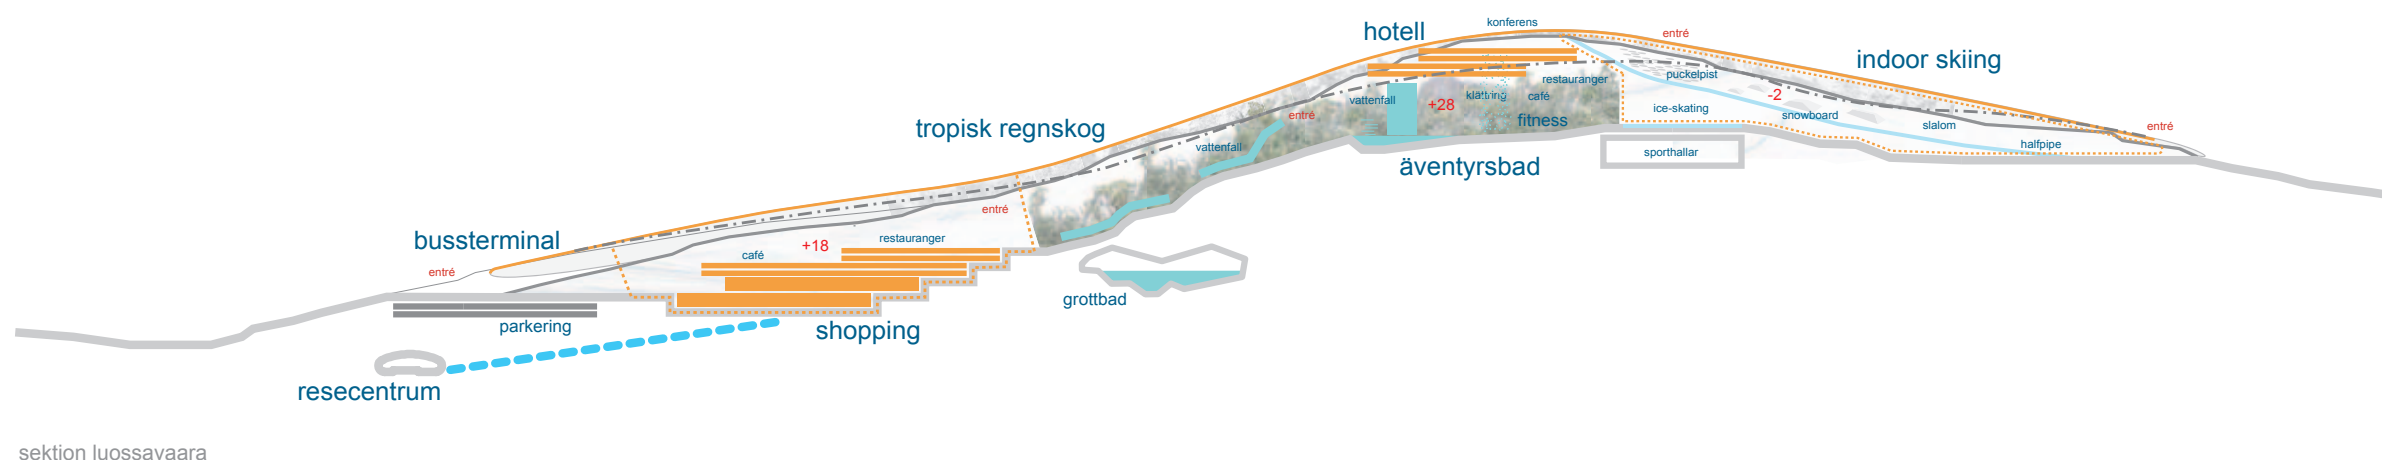 konferens
hotell
entré
indoor skiing
puckelpist
restauranger
vattenfall
klättring
café
-2
+28
ice-skating
entré
snowboard
fitness
slalom
entré
tropisk regnskog
vattenfall
halfpipe
sporthallar
äventyrsbad
entré
bussterminal
+18
restauranger
café
entré
grottbad
parkering
shopping
resecentrum
sektion luossavaara